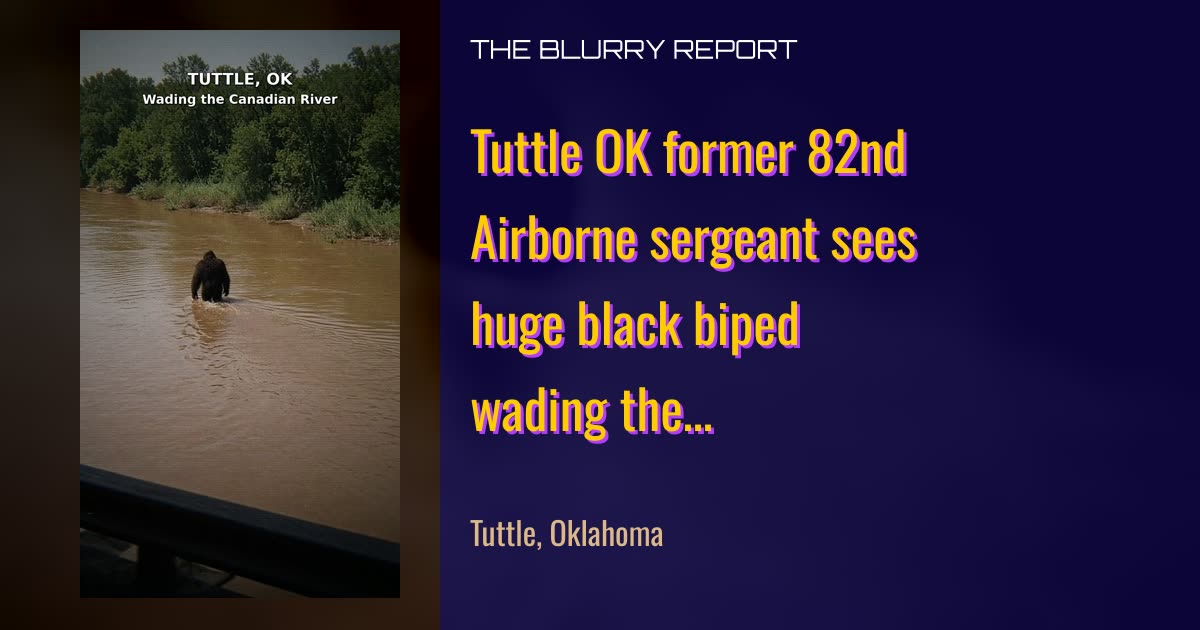 TUTTLE, OK
Wading the Canadian River
THE BLURRY REPORT
Tuttle OK former 82nd
Airborne sergeant sees
huge black biped
wading the...
Tuttle, Oklahoma